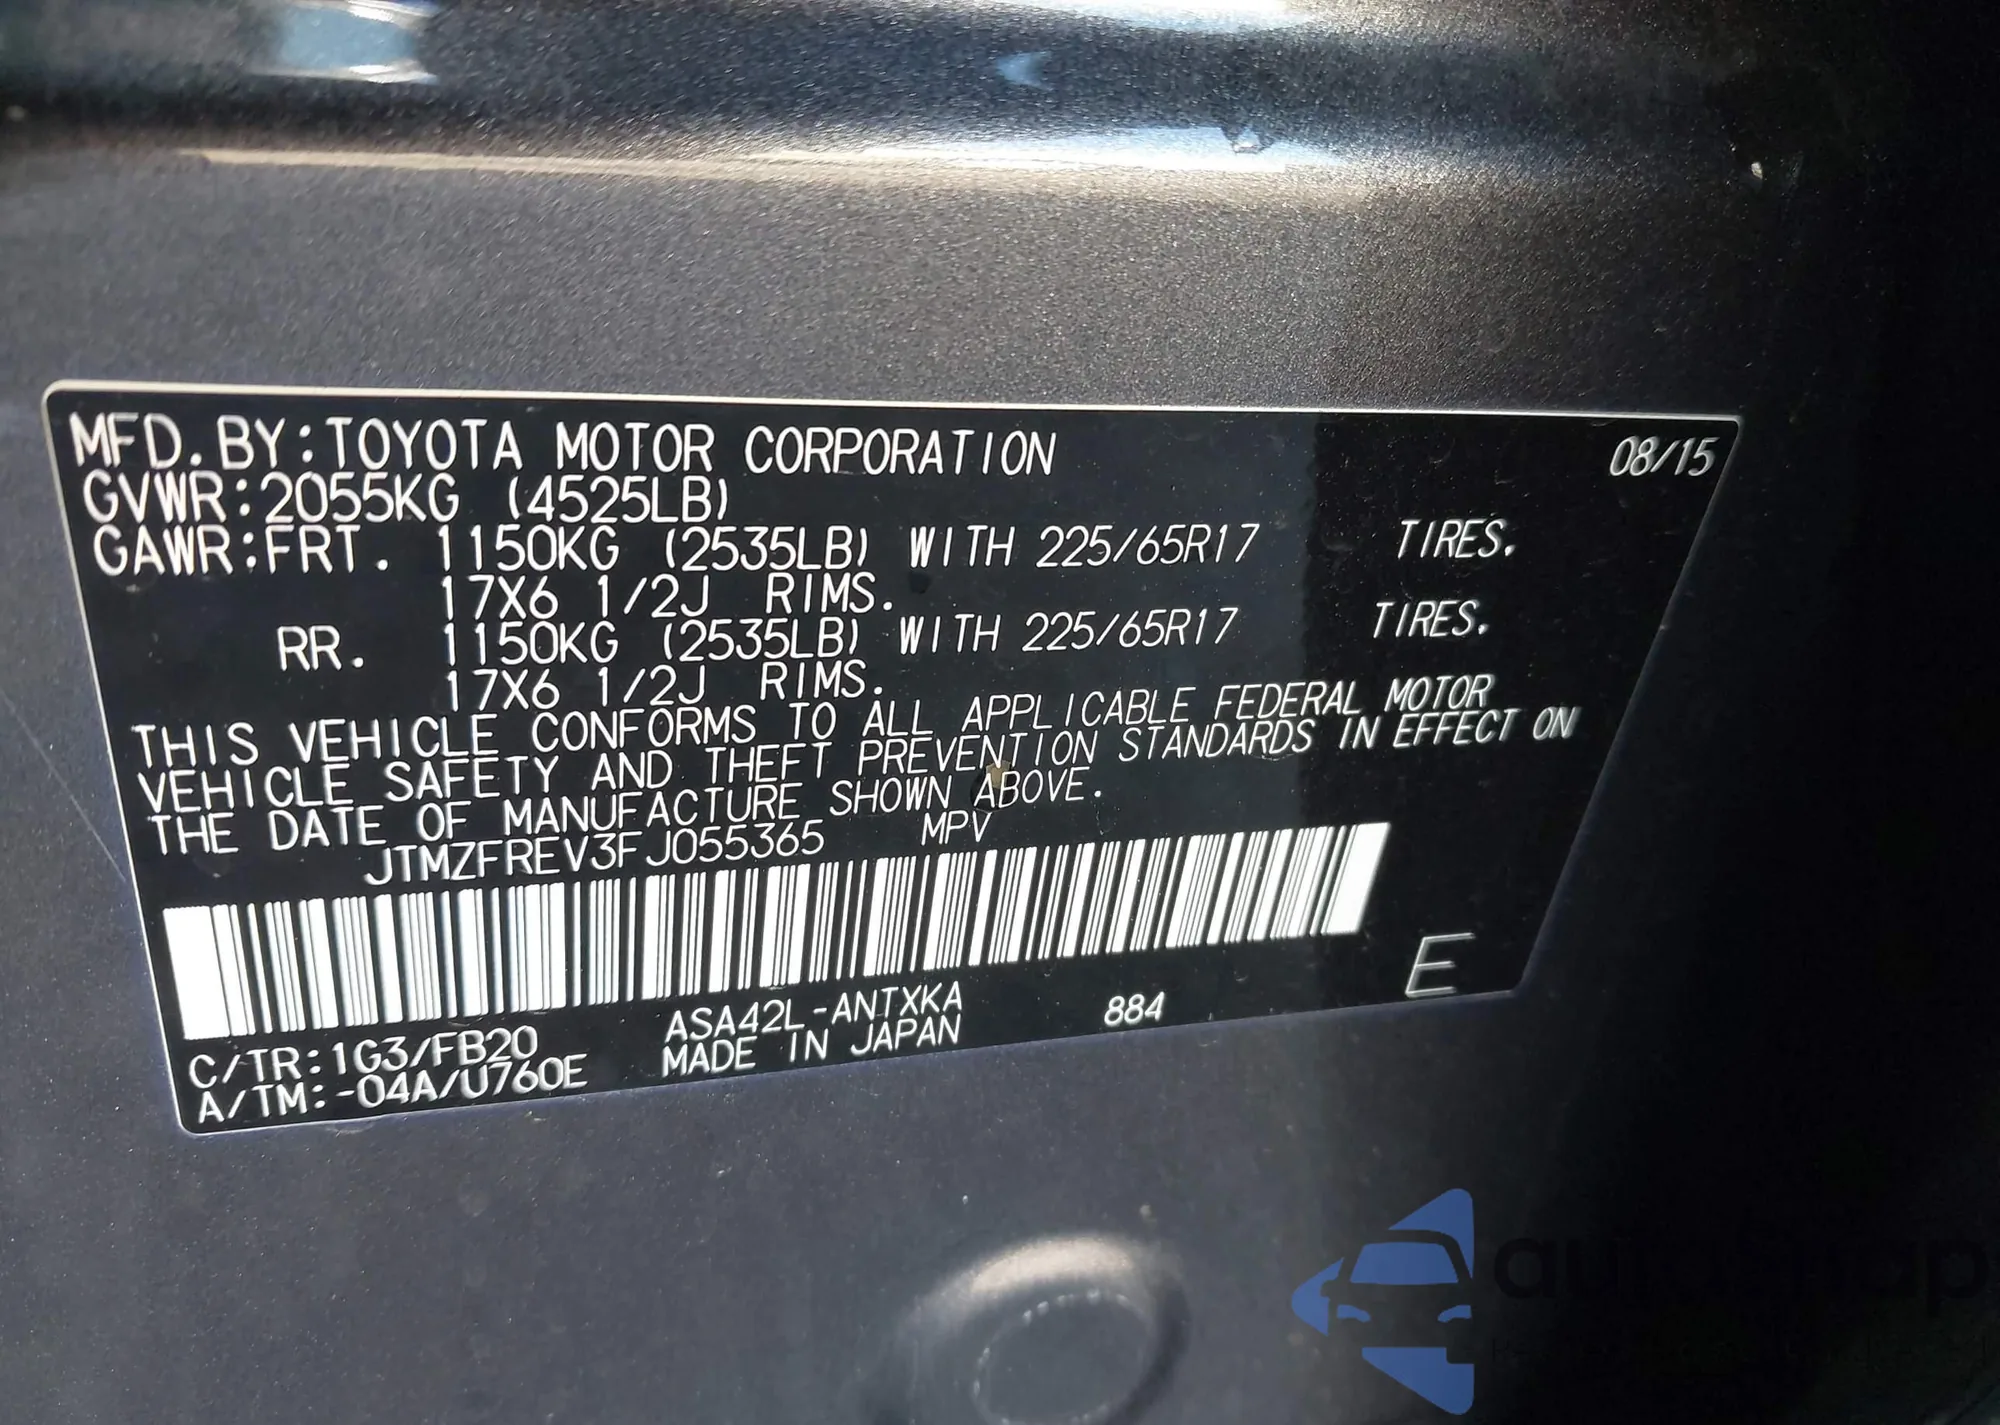 MFD.BY:TOYOTA MOTOR CORPORATION 08/15
GVWR:2055KG (4525LB)
GAWR:FRT. 1150KG (2535LB) WITH 225/65R17 TIRES.
17X6 1/2J RIMS.
RR. 1150KG (2535LB) WITH 225/65R17 TIRES.
17X6 1/2J RIMS.
THIS VEHICLE CONFORMS TO ALL APPLICABLE FEDERAL MOTOR
VEHICLE SAFETY AND THEFT PREVENTION STANDARDS IN EFFECT ON
THE DATE OF MANUFACTURE SHOWN ABOVE.
JTMZFREV3FJ055365 MPV
E
C/TR:1G3/FB20 ASA42L-ANTXKA 884
A/TM:-04A/U760E MADE IN JAPAN